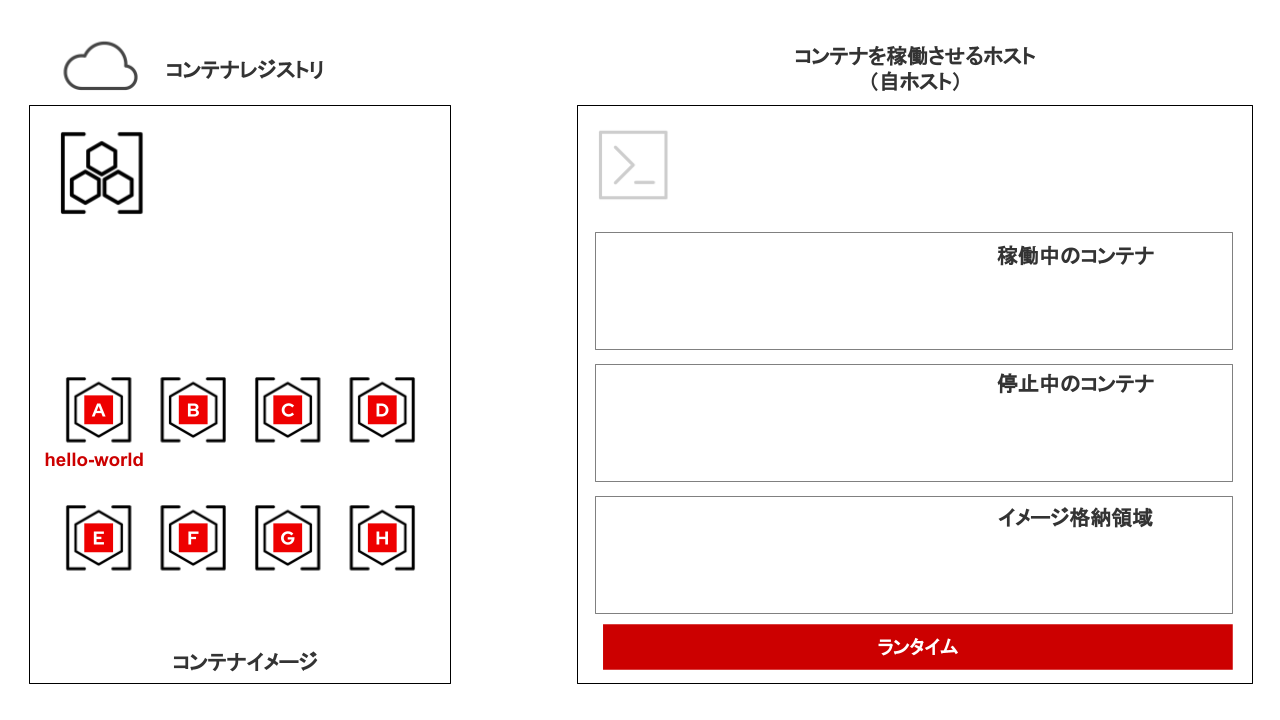 コンテナレジストリ
コンテナを稼働させるホスト
（自ホスト）
稼働中のコンテナ
A B C D
hello-world
停止中のコンテナ
E F G H
イメージ格納領域
ランタイム
コンテナイメージ